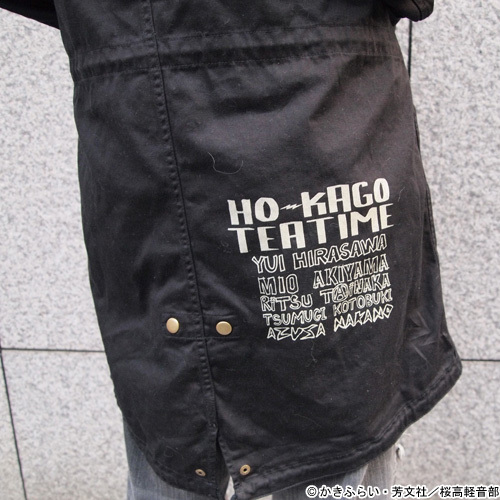 HO~KAGO
TEATIME
YUI HIRASAWA
MIO AKIYAMA
RITSU TAINAKA
TSUMUGI KOTOBUKI
AZUSA NAKANO
©かきふらい・芳文社／桜高軽音部